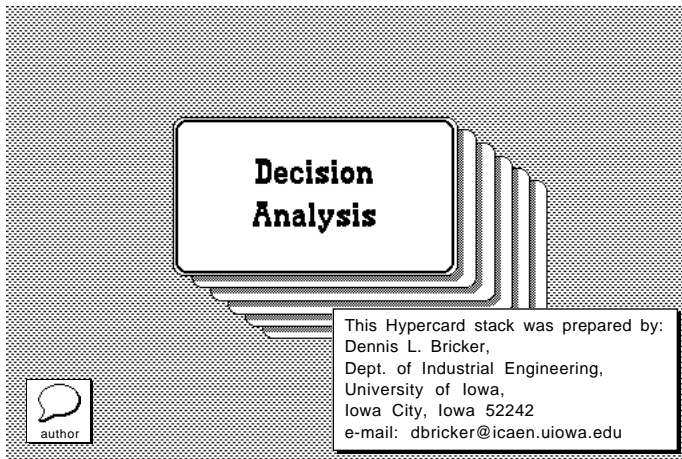 Decision
Analysis
This Hypercard stack was prepared by:
Dennis L. Bricker,
Dept. of Industrial Engineering,
University of Iowa,
Iowa City, Iowa 52242
e-mail: dbricker@icaen.uiowa.edu
author